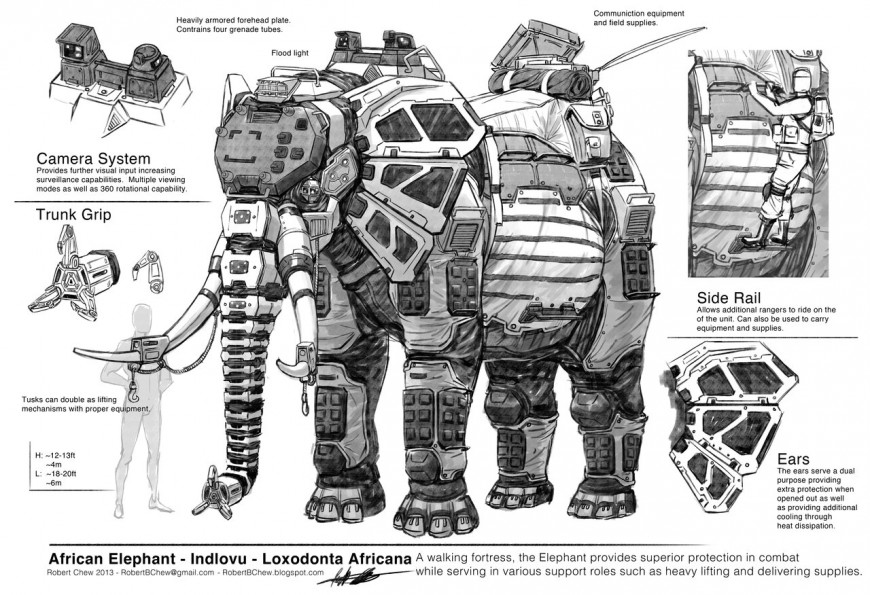 Heavily armored forehead plate.
Contrains four grenade tubes.
Flood light
Communiction equipment
and field supplies.
Camera System
Provides further visual input increasing
surveillance capabilities. Multiple viewing
modes as well as 360 rotational capability.
Trunk Grip
Tusks can double as lifting
mechanisms with proper equipment.
H: ~12-13ft
~4m
L: ~18-20ft
~6m
Side Rail
Allows additional rangers to ride on the
of the unit. Can also be used to carry
equipment and supplies.
Ears
The ears serve a dual
purpose providing
extra protection when
opened out as well
as providing additional
cooling through
heat dissipation.
African Elephant - Indlovu - Loxodonta Africana
A walking fortress, the Elephant provides superior protection in combat
while serving in various support roles such as heavy lifting and delivering supplies.
Robert Chew 2013 - RobertBChew@gmail.com - RobertBChew.blogspot.com